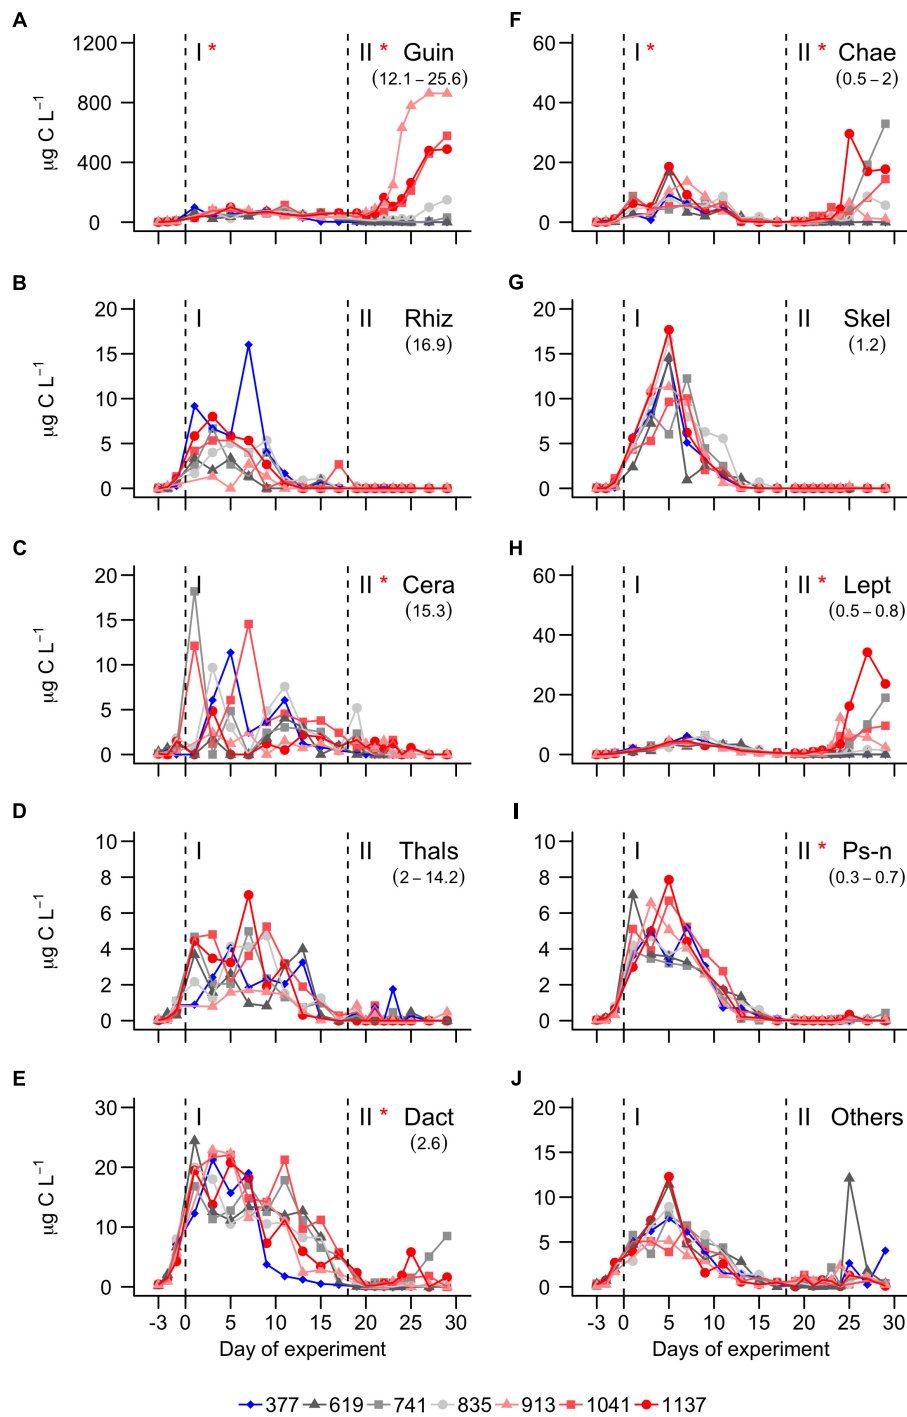 A
I * II * Guin
(12.1 – 25.6)
1200
800
400
0
µg C L⁻¹
F
I * II * Chae
(0.5 – 2)
60
40
20
0
B
I II Rhiz
(16.9)
20
15
10
5
0
µg C L⁻¹
G
I II Skel
(1.2)
20
15
10
5
0
C
I II * Cera
(15.3)
20
15
10
5
0
µg C L⁻¹
H
I II * Lept
(0.5 – 0.8)
60
40
20
0
D
I II Thals
(2 – 14.2)
10
8
6
4
2
0
µg C L⁻¹
I
I II * Ps-n
(0.3 – 0.7)
10
8
6
4
2
0
E
I II * Dact
(2.6)
30
20
10
0
µg C L⁻¹
-3 0 5 10 15 20 25 30
Day of experiment
J
I II Others
20
15
10
5
0
-3 0 5 10 15 20 25 30
Days of experiment
377 619 741 835 913 1041 1137